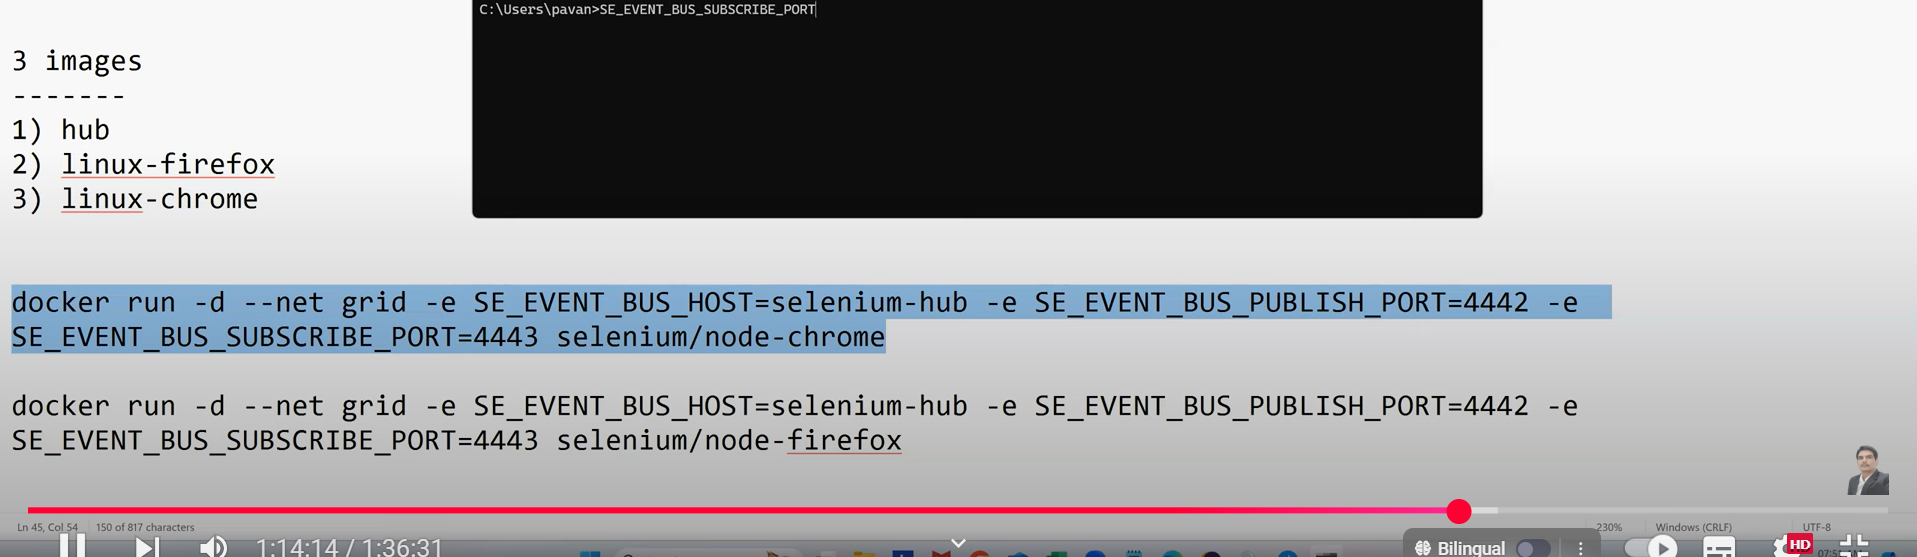 C:\Users\pavan>SE_EVENT_BUS_SUBSCRIBE_PORT
3 images
-------
1) hub
2) linux-firefox
3) linux-chrome
docker run -d --net grid -e SE_EVENT_BUS_HOST=selenium-hub -e SE_EVENT_BUS_PUBLISH_PORT=4442 -e
SE_EVENT_BUS_SUBSCRIBE_PORT=4443 selenium/node-chrome
docker run -d --net grid -e SE_EVENT_BUS_HOST=selenium-hub -e SE_EVENT_BUS_PUBLISH_PORT=4442 -e
SE_EVENT_BUS_SUBSCRIBE_PORT=4443 selenium/node-firefox
Ln 45, Col 54 150 of 817 characters 230% Windows (CRLF) UTF-8
1:14:14 / 1:36:31 Bilingual HD